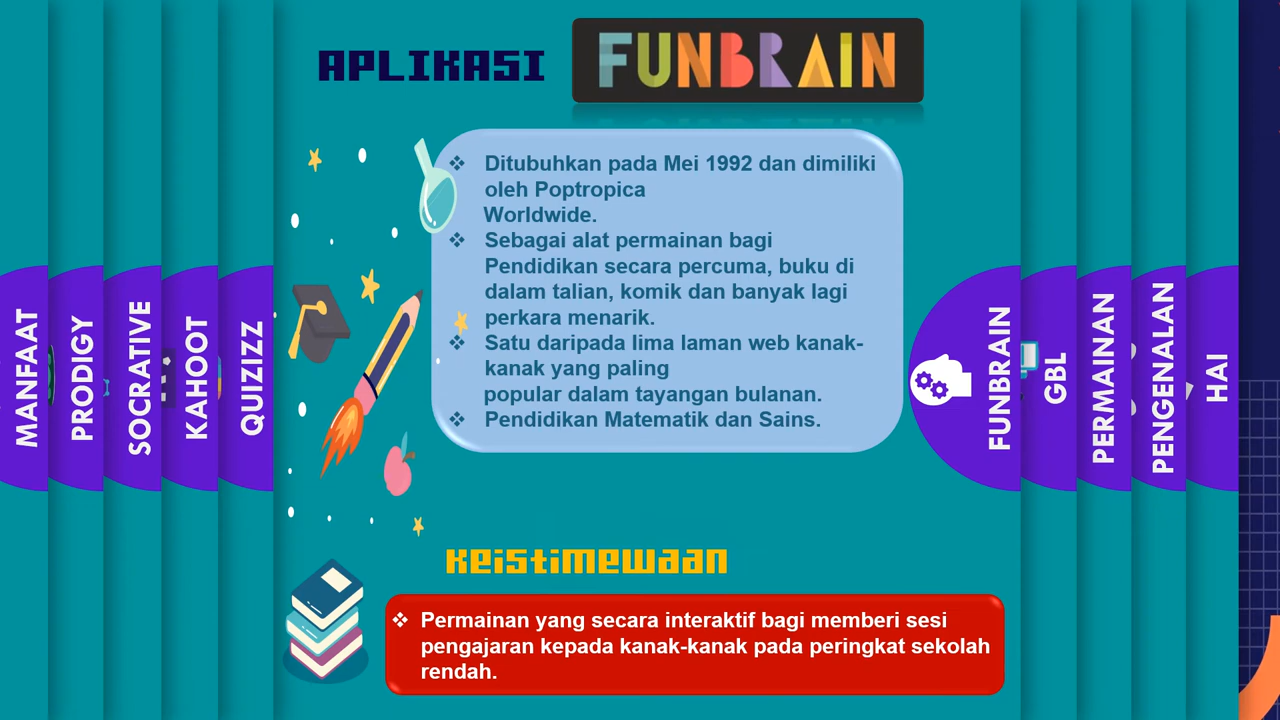 APLIKASI FUNBRAIN
❖ Ditubuhkan pada Mei 1992 dan dimiliki
oleh Poptropica
Worldwide.
❖ Sebagai alat permainan bagi
Pendidikan secara percuma, buku di
dalam talian, komik dan banyak lagi
perkara menarik.
❖ Satu daripada lima laman web kanak-
kanak yang paling
popular dalam tayangan bulanan.
❖ Pendidikan Matematik dan Sains.
Keistimewaan
❖ Permainan yang secara interaktif bagi memberi sesi
pengajaran kepada kanak-kanak pada peringkat sekolah
rendah.
MANFAAT
PRODIGY
SOCRATIVE
KAHOOT
QUIZIZZ
FUNBRAIN
GBL
PERMAINAN
PENGENALAN
HAI